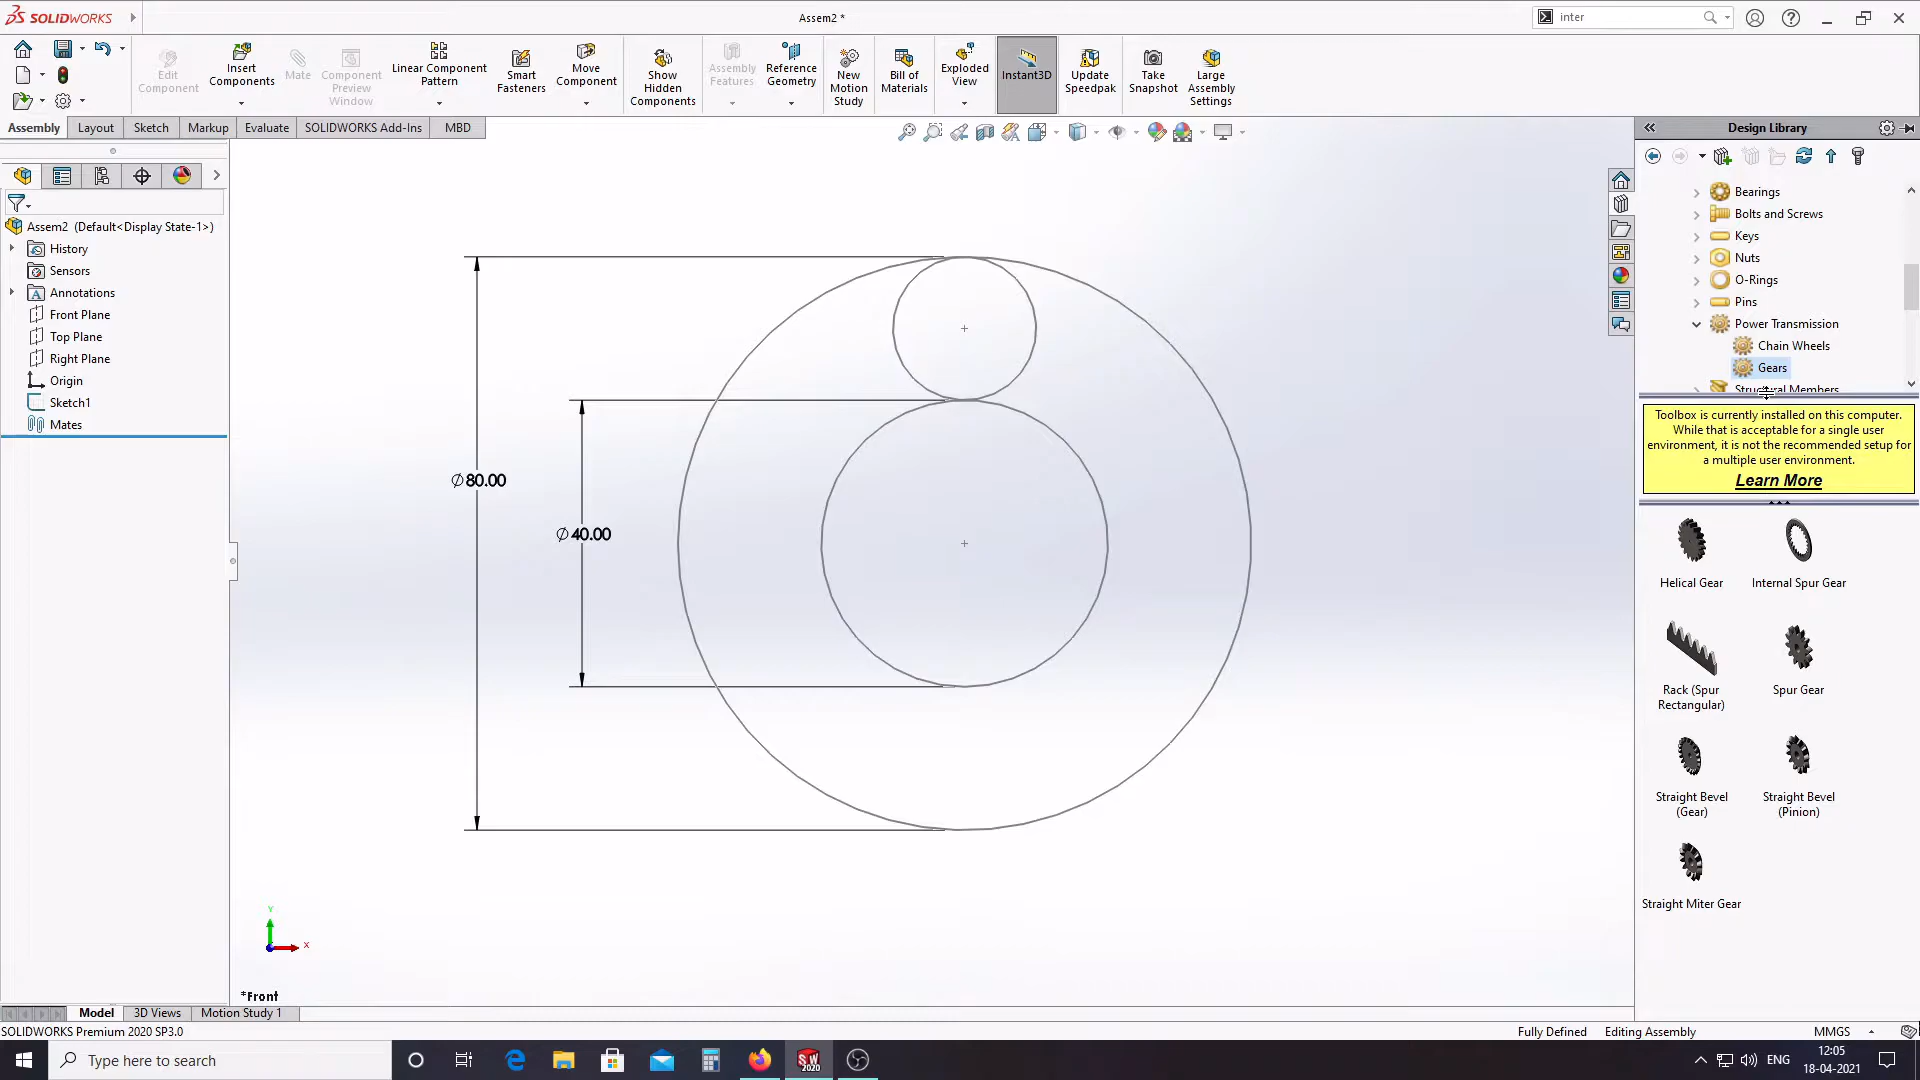 SOLIDWORKS
Assem2 *
inter
Edit
Component
Insert
Components
Mate
Component
Preview
Window
Linear Component
Pattern
Smart
Fasteners
Move
Component
Show
Hidden
Components
Assembly
Features
Reference
Geometry
New
Motion
Study
Bill of
Materials
Exploded
View
Instant3D
Update
Speedpak
Take
Snapshot
Large
Assembly
Settings
Assembly
Layout
Sketch
Markup
Evaluate
SOLIDWORKS Add-Ins
MBD
Design Library
Assem2 (Default<Display State-1>)
History
Sensors
Annotations
Front Plane
Top Plane
Right Plane
Origin
Sketch1
Mates
Ø80.00
Ø40.00
Bearings
Bolts and Screws
Keys
Nuts
O-Rings
Pins
Power Transmission
Chain Wheels
Gears
Structural Members
Toolbox is currently installed on this computer.
While that is acceptable for a single user
environment, it is not the recommended setup for
a multiple user environment.
Learn More
Helical Gear
Internal Spur Gear
Rack (Spur
Rectangular)
Spur Gear
Straight Bevel
(Gear)
Straight Bevel
(Pinion)
Straight Miter Gear
Y
X
*Front
Model
3D Views
Motion Study 1
SOLIDWORKS Premium 2020 SP3.0
Fully Defined
Editing Assembly
MMGS
Type here to search
SW
2020
ENG
12:05
18-04-2021